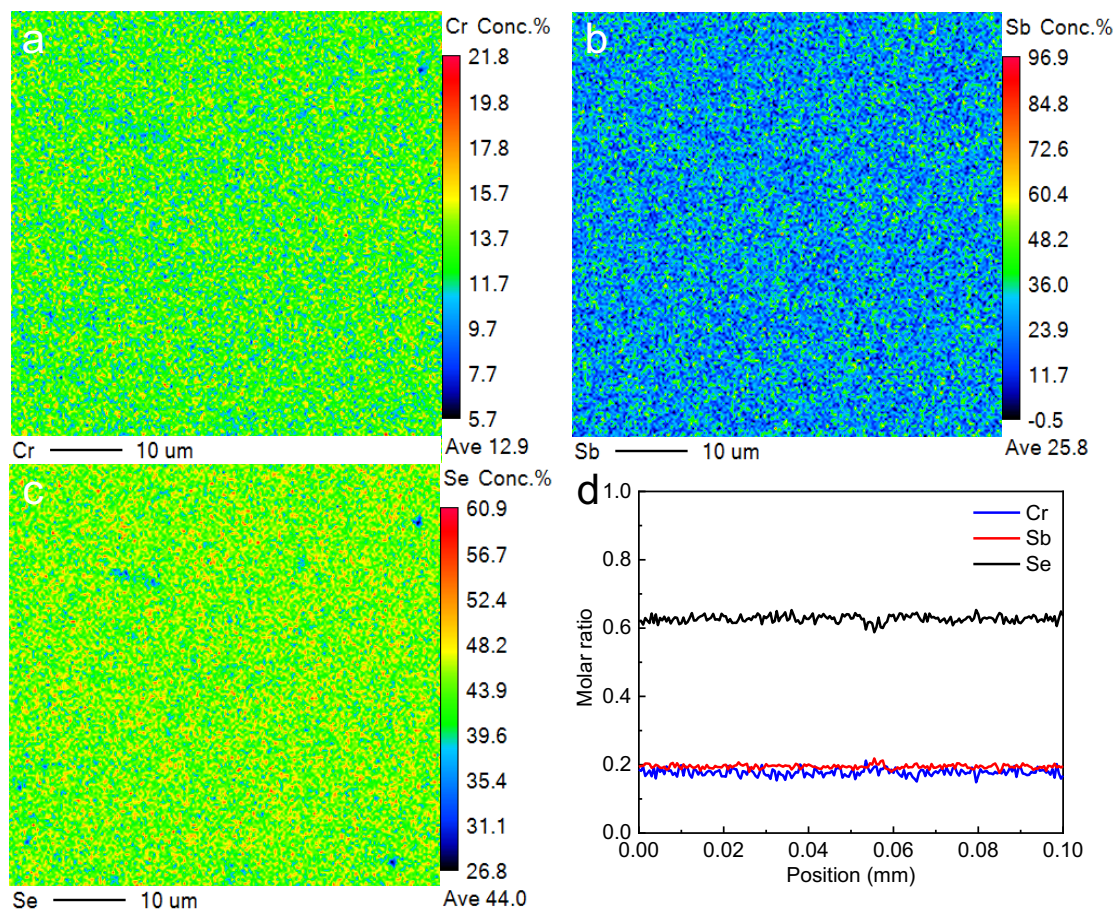 a
Cr Conc.%
21.8
19.8
17.8
15.7
13.7
11.7
9.7
7.7
5.7
Ave 12.9
Cr 10 um
b
Sb Conc.%
96.9
84.8
72.6
60.4
48.2
36.0
23.9
11.7
-0.5
Ave 25.8
Sb 10 um
c
Se Conc.%
60.9
56.7
52.4
48.2
43.9
39.6
35.4
31.1
26.8
Ave 44.0
Se 10 um
d
Cr
Sb
Se
1.0
0.8
0.6
0.4
0.2
0.0
Molar ratio
0.00 0.02 0.04 0.06 0.08 0.10
Position (mm)